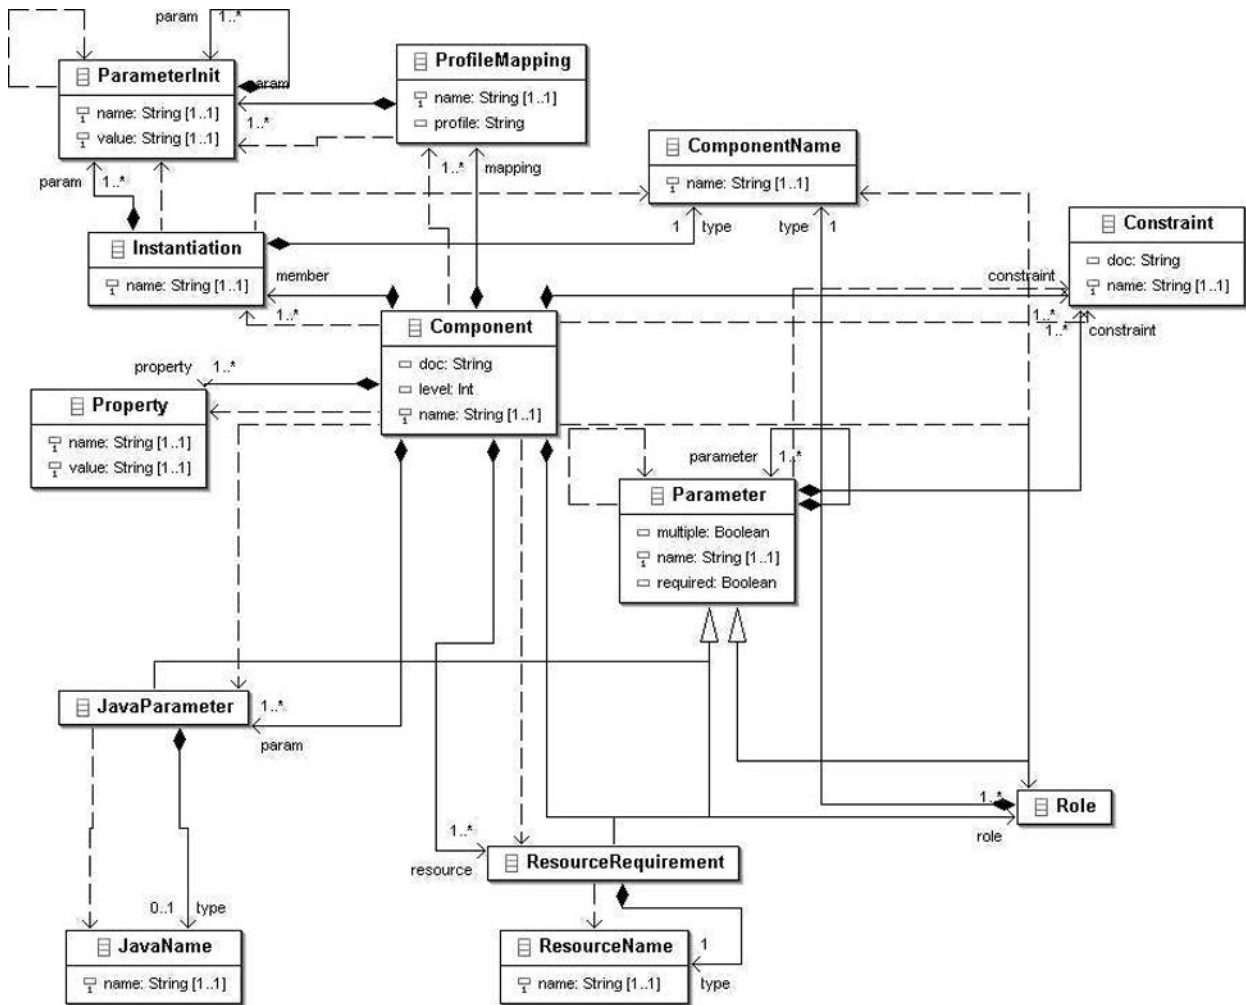 param 1..*
ParameterInit
name: String [1..1]
value: String [1..1]
param
1..*
ProfileMapping
name: String [1..1]
profile: String
ComponentName
name: String [1..1]
param 1..*
1..* mapping
Instantiation
name: String [1..1]
1 type
type 1
Constraint
doc: String
name: String [1..1]
member
1..*
constraint
1..*
1..* constraint
Component
doc: String
level: Int
name: String [1..1]
property 1..*
Property
name: String [1..1]
value: String [1..1]
parameter 1..*
Parameter
multiple: Boolean
name: String [1..1]
required: Boolean
JavaParameter
1..*
param
1..*
resource
ResourceRequirement
1..*
role
Role
0..1 type
JavaName
name: String [1..1]
ResourceName
name: String [1..1]
1
type